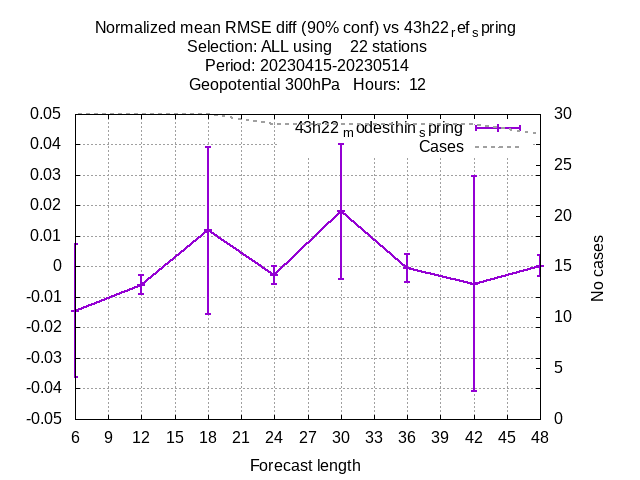 Normalized mean RMSE diff (90% conf) vs 43h22refspring
Selection: ALL using 22 stations
Period: 20230415-20230514
Geopotential 300hPa Hours: 12
43h22modesthinspring
Cases
0.05
0.04
0.03
0.02
0.01
0
-0.01
-0.02
-0.03
-0.04
-0.05
30
25
20
15
10
5
0
No cases
6 9 12 15 18 21 24 27 30 33 36 39 42 45 48
Forecast length